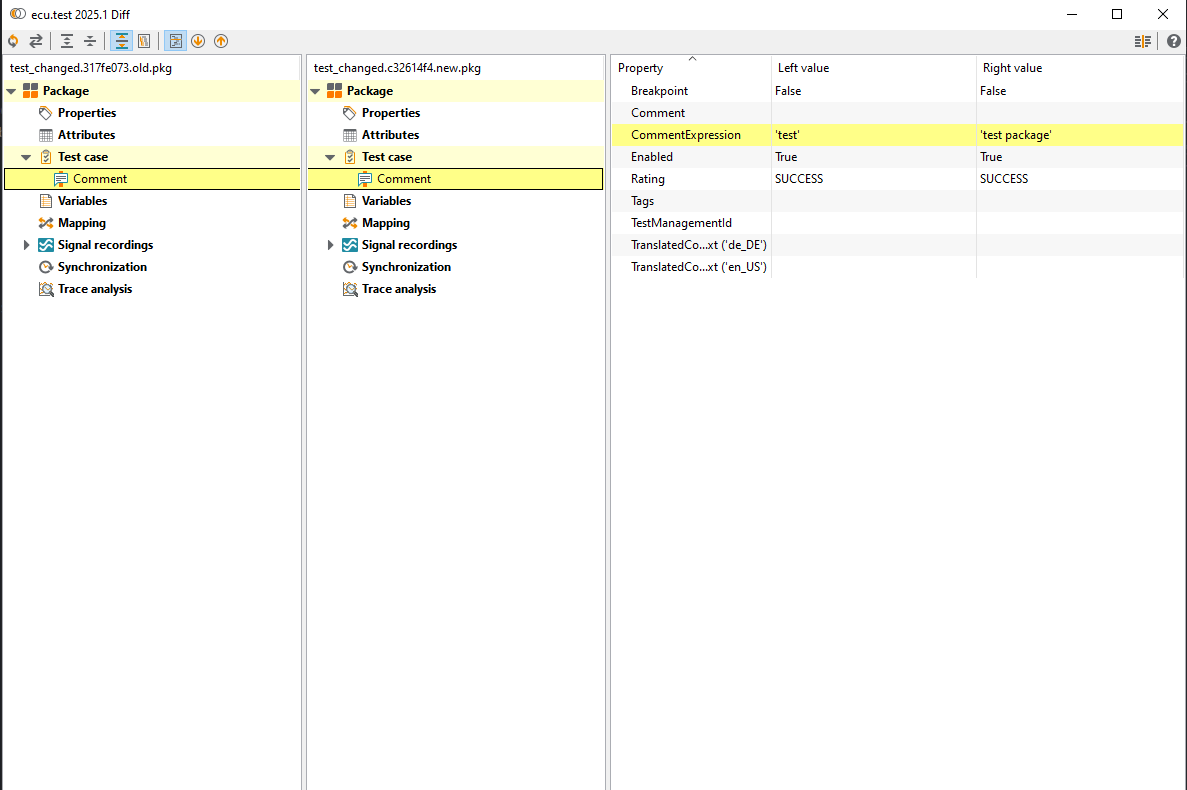 ecu.test 2025.1 Diff
test_changed.317fe073.old.pkg
Package
Properties
Attributes
Test case
Comment
Variables
Mapping
Signal recordings
Synchronization
Trace analysis
test_changed.c32614f4.new.pkg
Package
Properties
Attributes
Test case
Comment
Variables
Mapping
Signal recordings
Synchronization
Trace analysis
Property Left value Right value
Breakpoint False False
Comment
CommentExpression 'test' 'test package'
Enabled True True
Rating SUCCESS SUCCESS
Tags
TestManagementId
TranslatedCo...xt ('de_DE')
TranslatedCo...xt ('en_US')